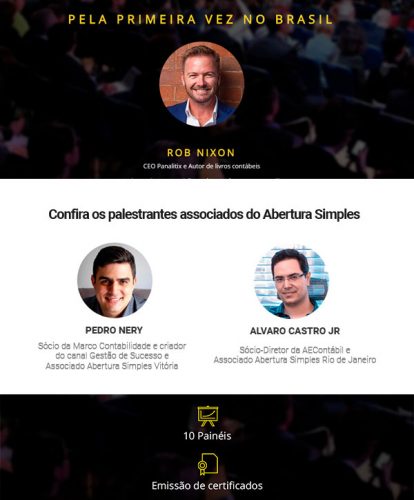 PELA PRIMEIRA VEZ NO BRASIL
ROB NIXON
CEO Panalitix e Autor de livros contábeis
Confira os palestrantes associados do Abertura Simples
PEDRO NERY
Sócio da Marco Contabilidade e criador
do canal Gestão de Sucesso e
Associado Abertura Simples Vitória
ALVARO CASTRO JR
Sócio-Diretor da AEContábil e
Associado Abertura Simples Rio de Janeiro
10 Painéis
Emissão de certificados